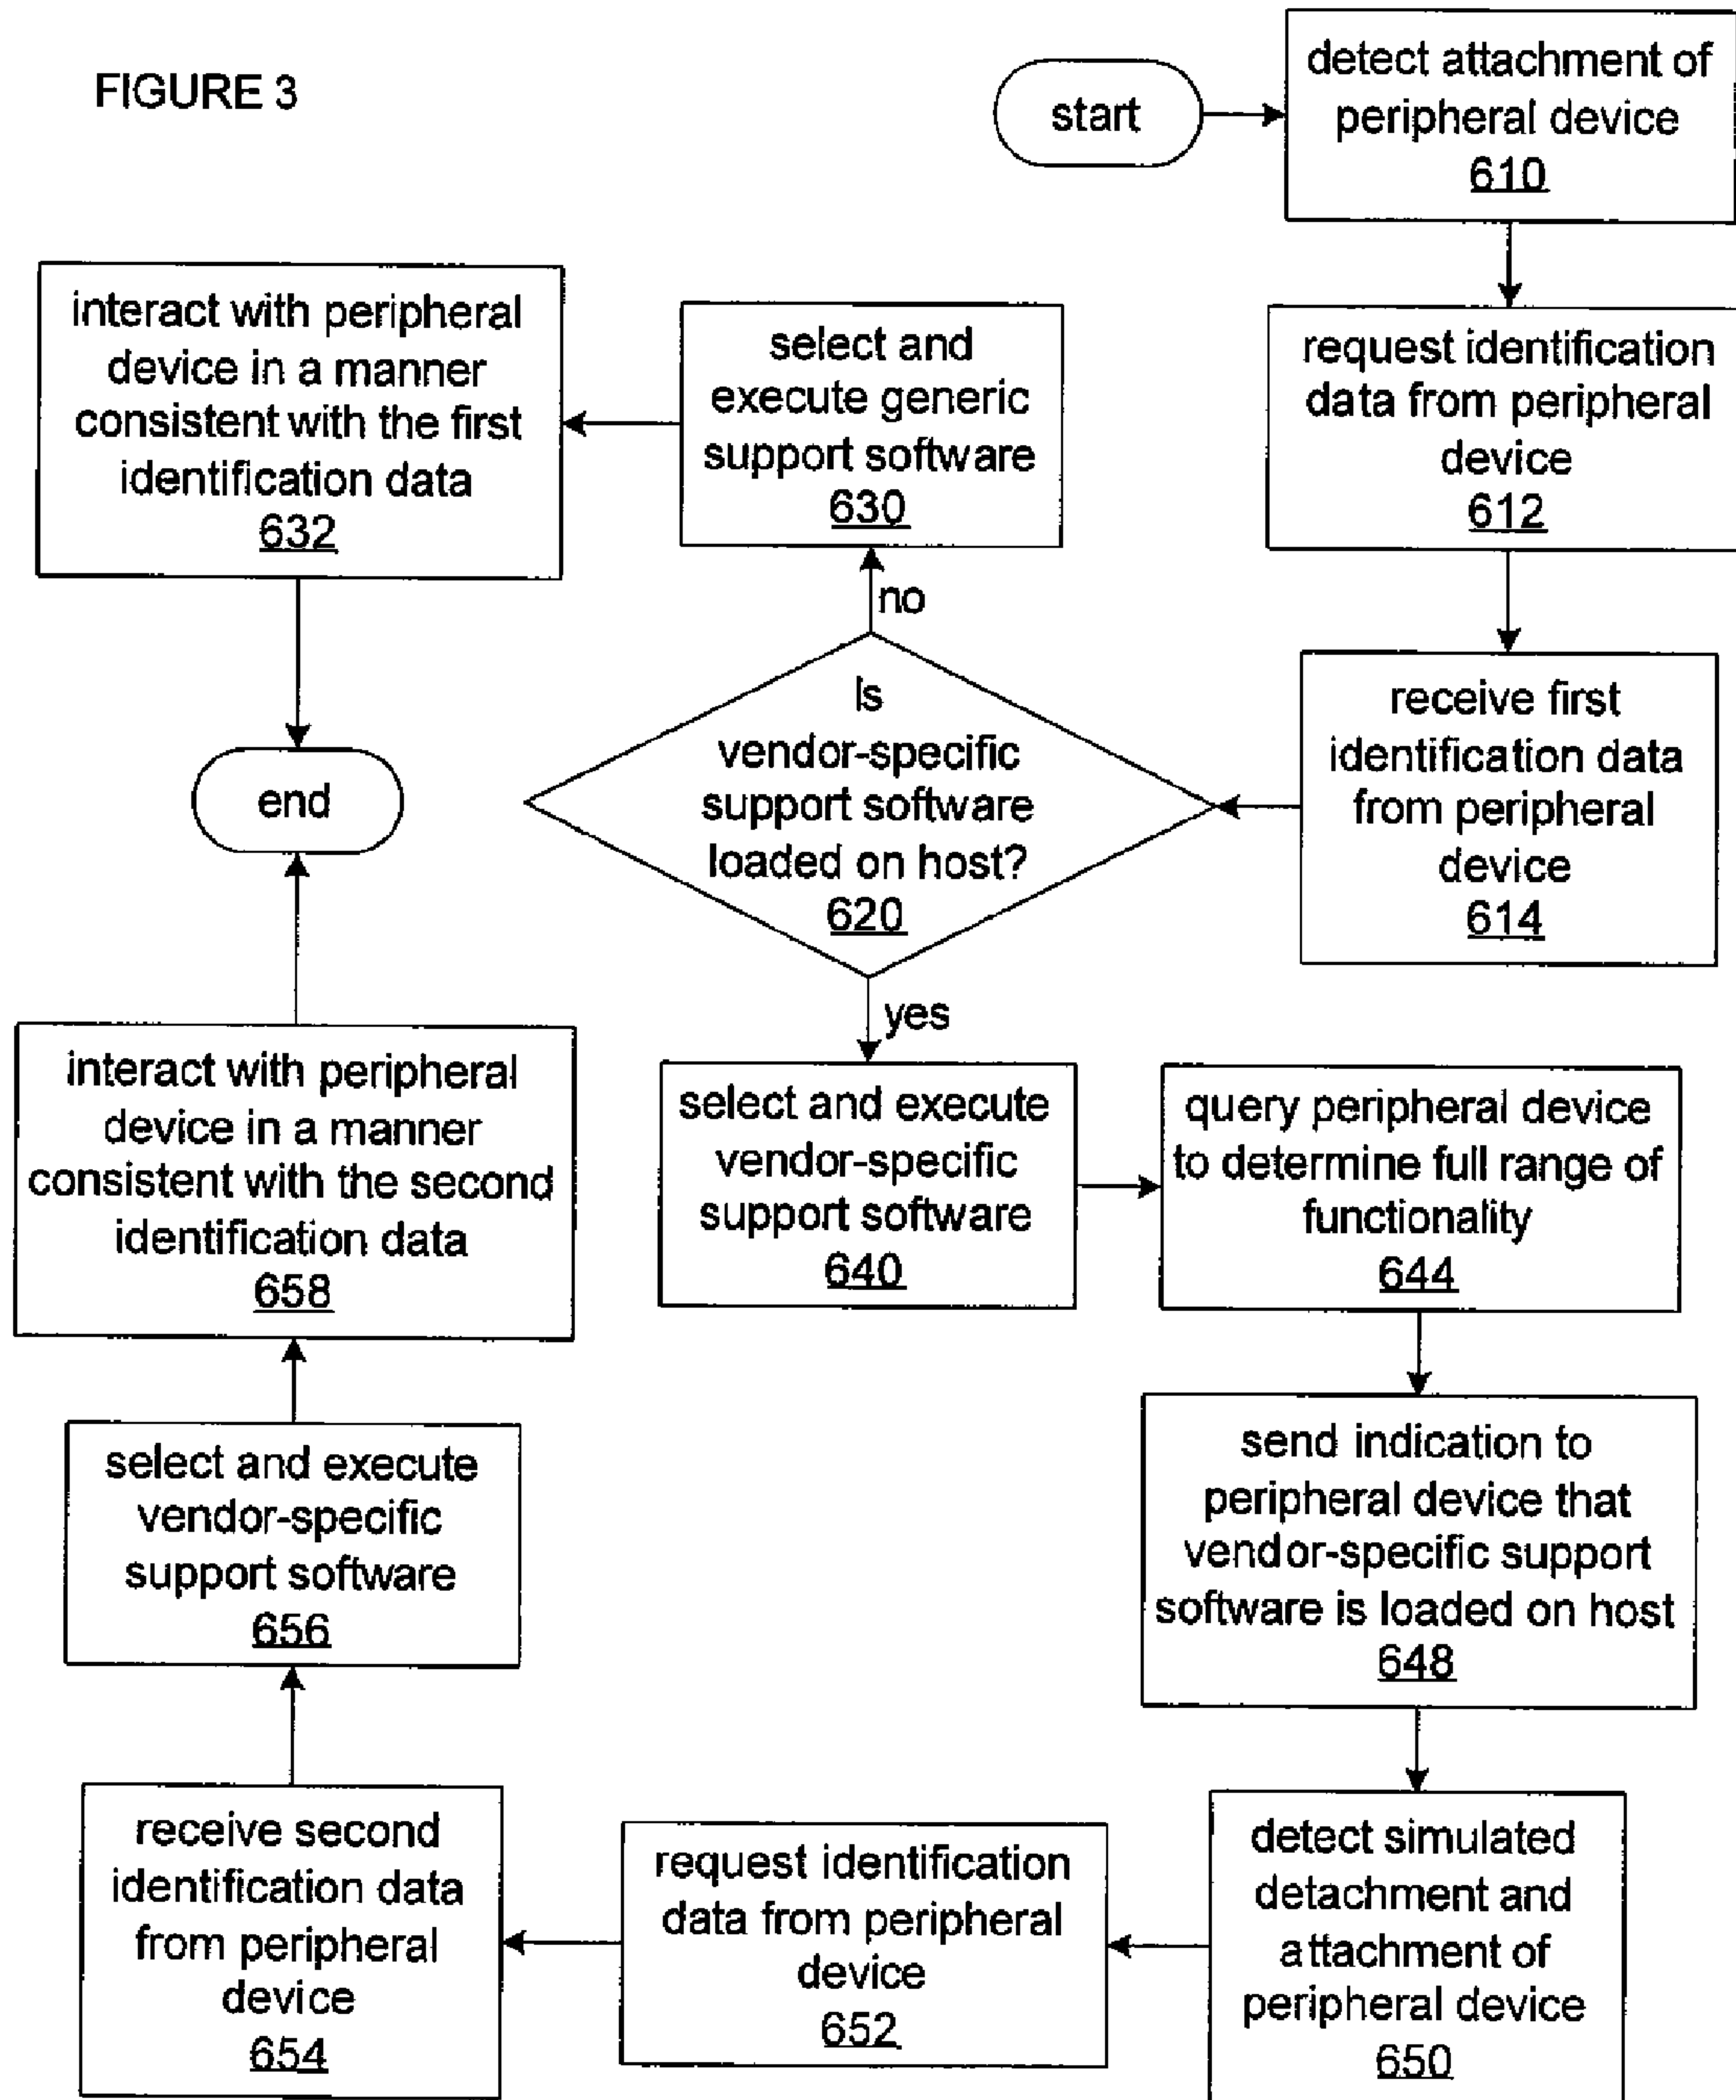 FIGURE 3
start
detect attachment of
peripheral device
610
request identification
data from peripheral
device
612
receive first
identification data
from peripheral
device
614
Is
vendor-specific
support software
loaded on host?
620
no
select and
execute generic
support software
630
interact with peripheral
device in a manner
consistent with the first
identification data
632
end
yes
select and execute
vendor-specific
support software
640
query peripheral device
to determine full range of
functionality
644
send indication to
peripheral device that
vendor-specific support
software is loaded on host
648
detect simulated
detachment and
attachment of
peripheral device
650
request identification
data from peripheral
device
652
receive second
identification data
from peripheral
device
654
select and execute
vendor-specific
support software
656
interact with peripheral
device in a manner
consistent with the second
identification data
658